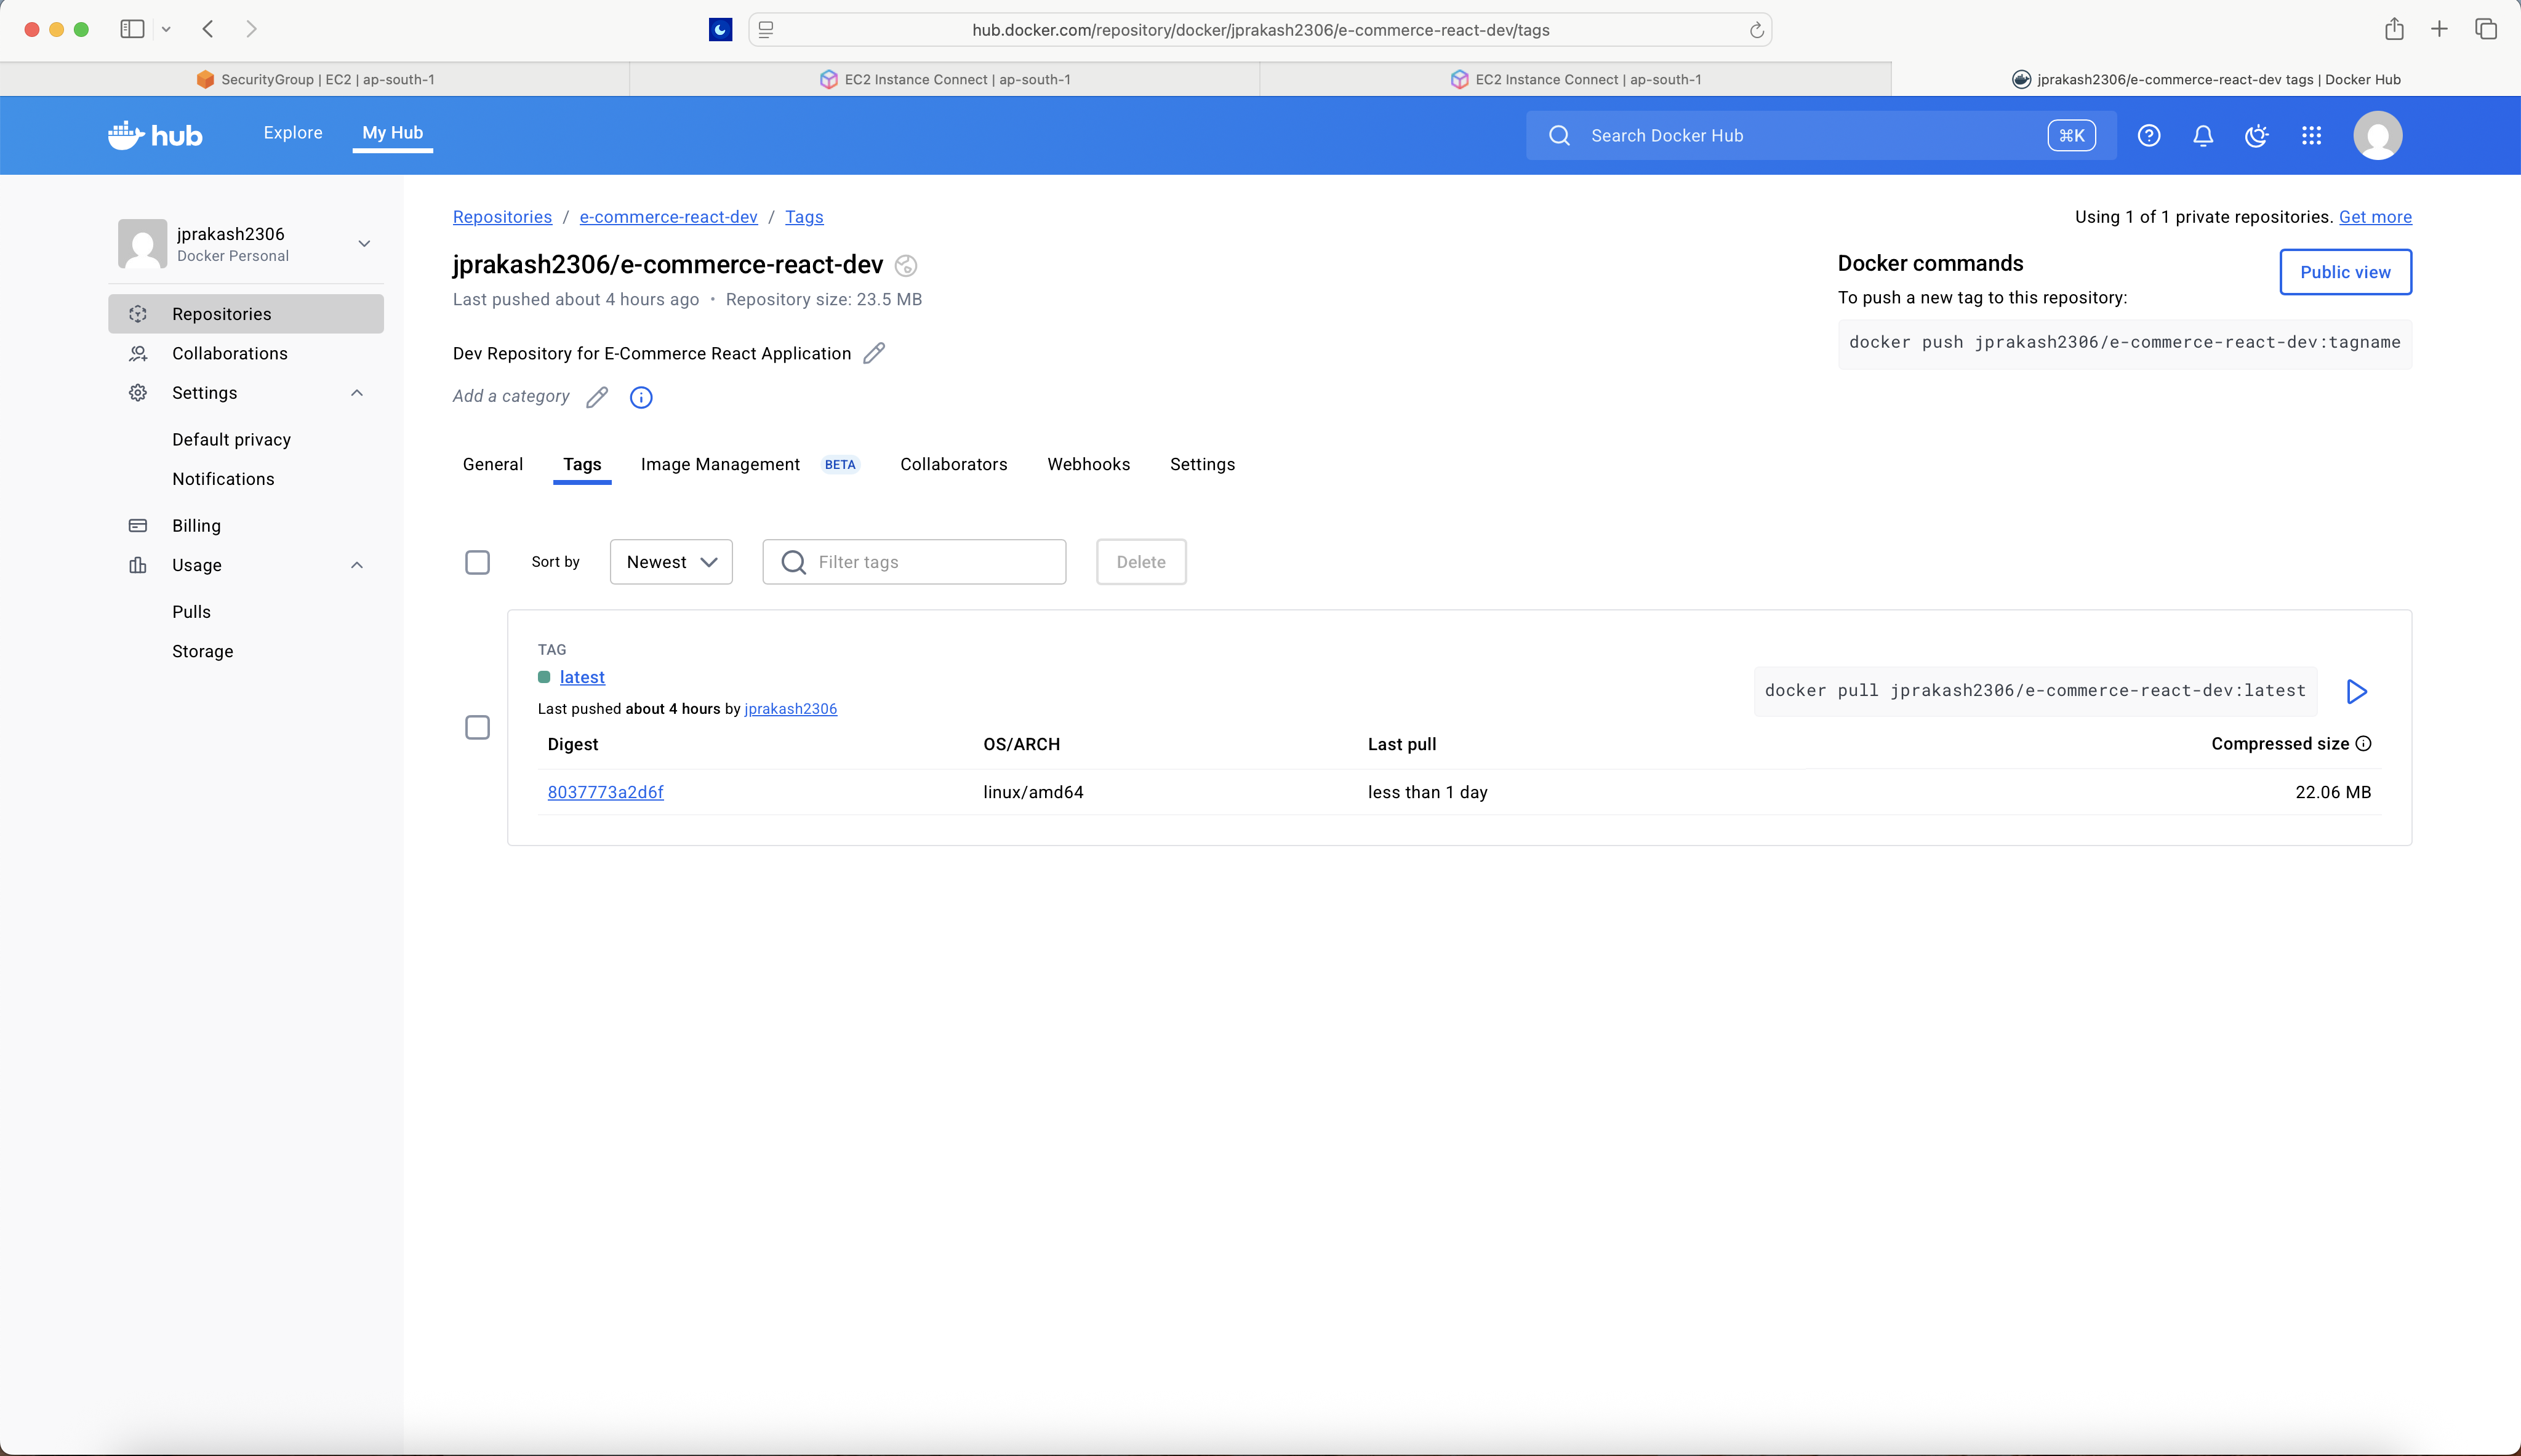 hub.docker.com/repository/docker/jprakash2306/e-commerce-react-dev/tags
SecurityGroup | EC2 | ap-south-1
EC2 Instance Connect | ap-south-1
EC2 Instance Connect | ap-south-1
jprakash2306/e-commerce-react-dev tags | Docker Hub
hub
Explore
My Hub
Search Docker Hub
⌘K
jprakash2306
Docker Personal
Repositories
Collaborations
Settings
Default privacy
Notifications
Billing
Usage
Pulls
Storage
Repositories / e-commerce-react-dev / Tags
Using 1 of 1 private repositories. Get more
jprakash2306/e-commerce-react-dev
Last pushed about 4 hours ago • Repository size: 23.5 MB
Dev Repository for E-Commerce React Application
Add a category
Docker commands
Public view
To push a new tag to this repository:
docker push jprakash2306/e-commerce-react-dev:tagname
General Tags Image Management BETA Collaborators Webhooks Settings
Sort by Newest Filter tags Delete
TAG
latest
Last pushed about 4 hours by jprakash2306
docker pull jprakash2306/e-commerce-react-dev:latest
Digest OS/ARCH Last pull Compressed size
8037773a2d6f linux/amd64 less than 1 day 22.06 MB